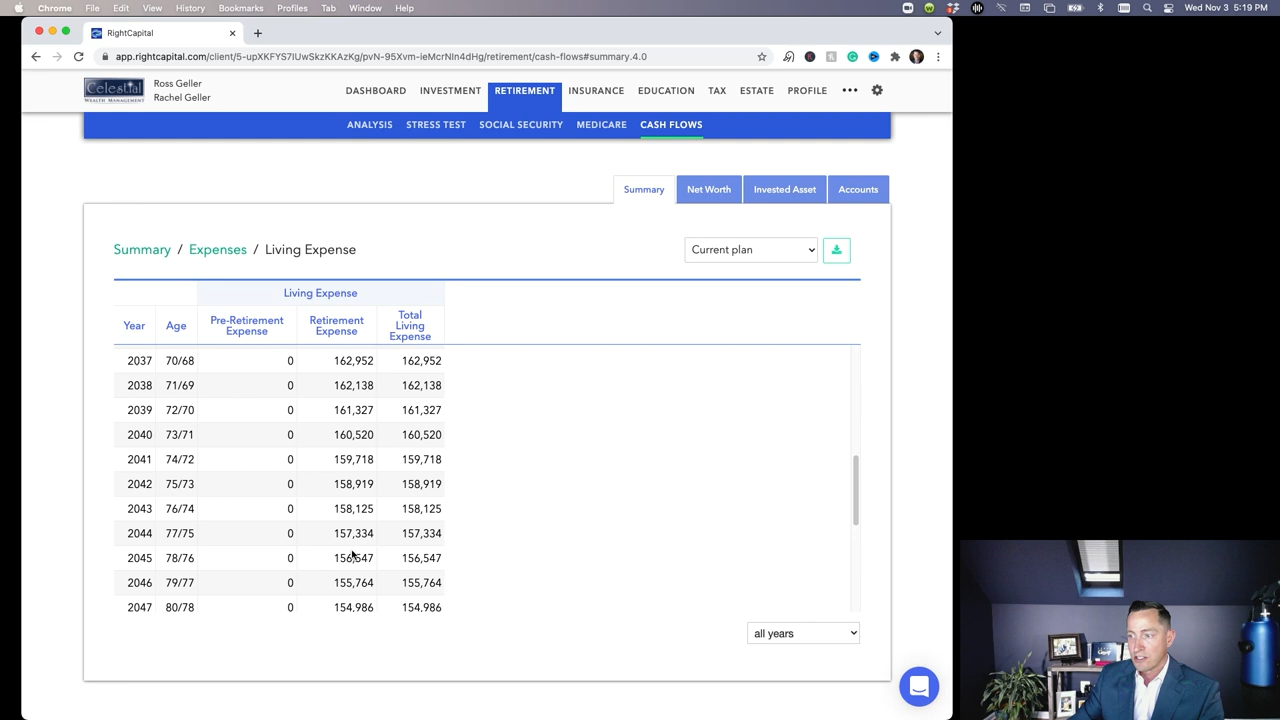 Chrome File Edit View History Bookmarks Profiles Tab Window Help
Wed Nov 3 5:19 PM
RightCapital
app.rightcapital.com/client/5-upXKFYS7IUwSkzKKAzKg/pvN-95Xvm-ieMcrNIn4dHg/retirement/cash-flows#summary.4.0
Celestial
WEALTH MANAGEMENT
Ross Geller
Rachel Geller
DASHBOARD INVESTMENT RETIREMENT INSURANCE EDUCATION TAX ESTATE PROFILE
ANALYSIS STRESS TEST SOCIAL SECURITY MEDICARE CASH FLOWS
Summary Net Worth Invested Asset Accounts
Summary / Expenses / Living Expense
Current plan
Living Expense
Year Age Pre-Retirement Expense Retirement Expense Total Living Expense
2037 70/68 0 162,952 162,952
2038 71/69 0 162,138 162,138
2039 72/70 0 161,327 161,327
2040 73/71 0 160,520 160,520
2041 74/72 0 159,718 159,718
2042 75/73 0 158,919 158,919
2043 76/74 0 158,125 158,125
2044 77/75 0 157,334 157,334
2045 78/76 0 156,547 156,547
2046 79/77 0 155,764 155,764
2047 80/78 0 154,986 154,986
all years